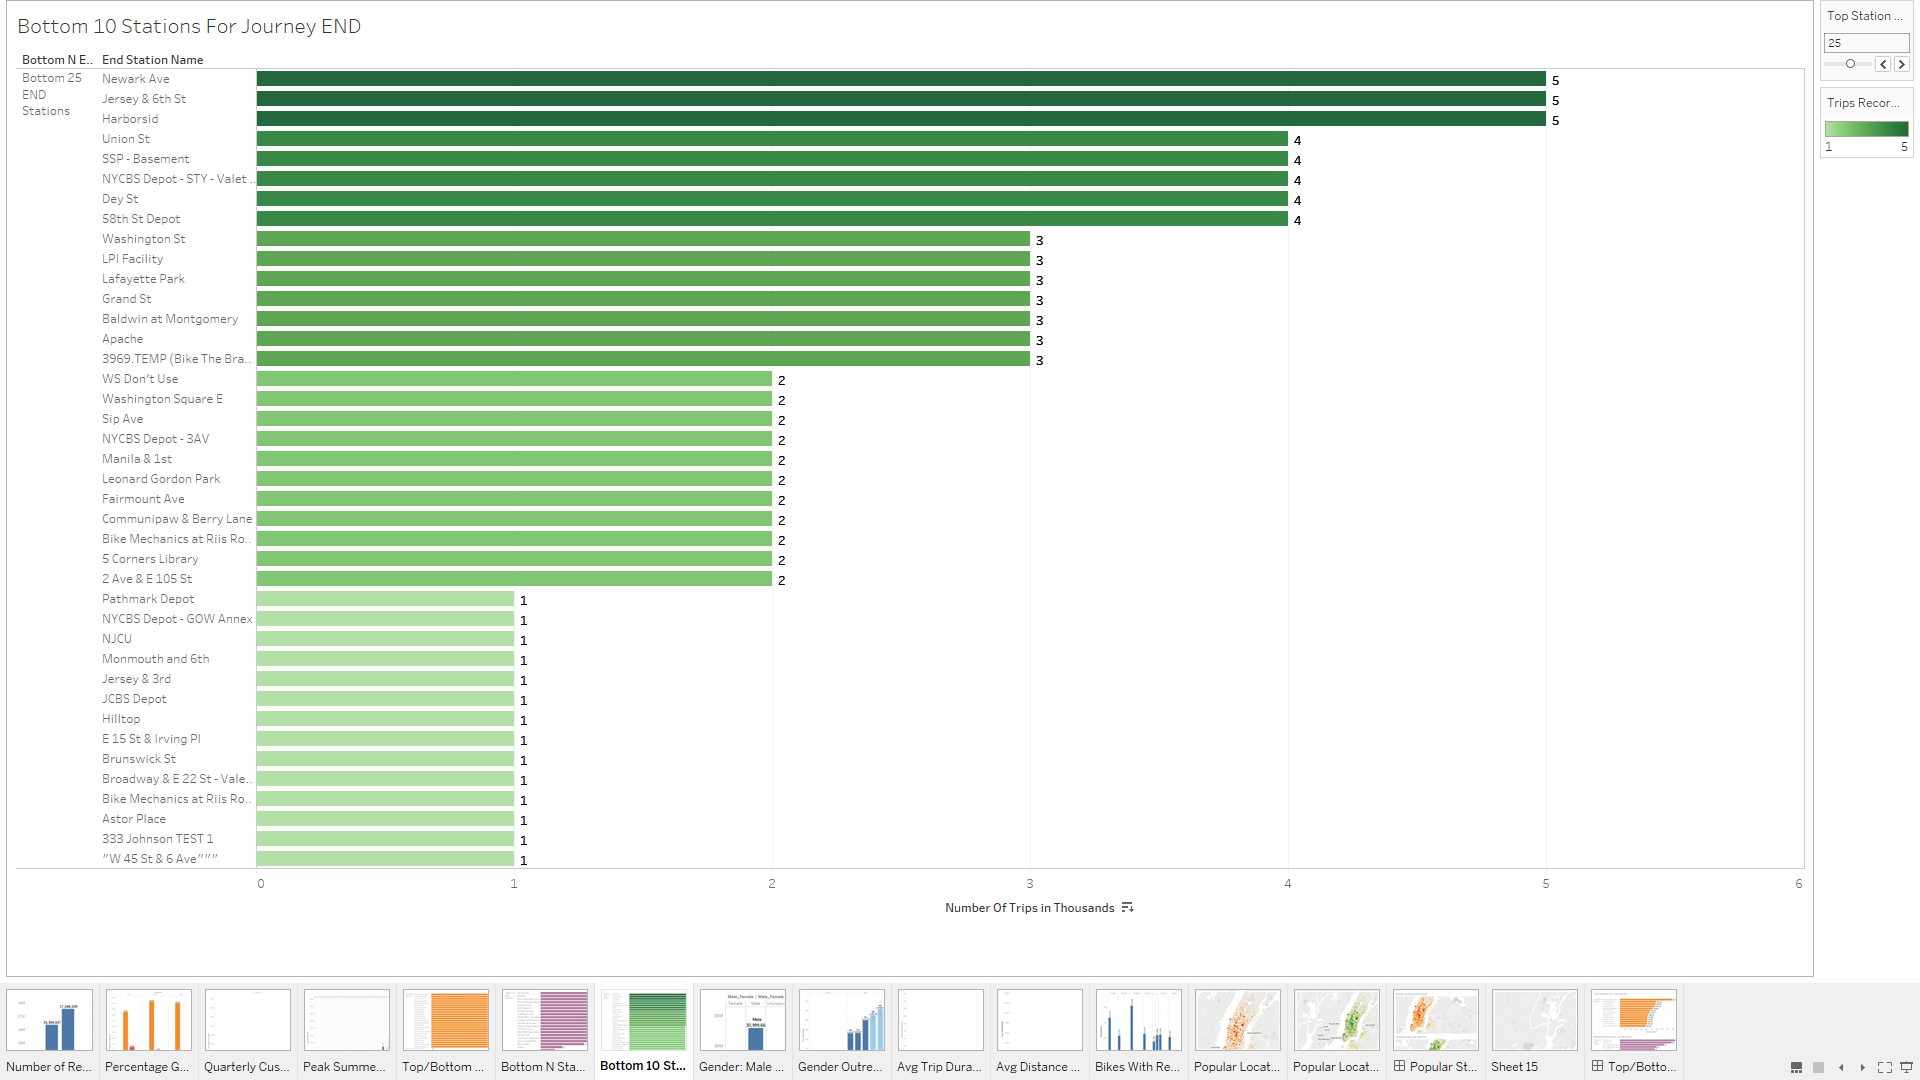 Bottom 10 Stations For Journey END
Bottom N E.. End Station Name
Bottom 25 END Stations
Newark Ave 5
Jersey & 6th St 5
Harborsid 5
Union St 4
SSP - Basement 4
NYCBS Depot - STY - Valet .. 4
Dey St 4
58th St Depot 4
Washington St 3
LPI Facility 3
Lafayette Park 3
Grand St 3
Baldwin at Montgomery 3
Apache 3
3969.TEMP (Bike The Bra.. 3
WS Don't Use 2
Washington Square E 2
Sip Ave 2
NYCBS Depot - 3AV 2
Manila & 1st 2
Leonard Gordon Park 2
Fairmount Ave 2
Communipaw & Berry Lane 2
Bike Mechanics at Riis Ro.. 2
5 Corners Library 2
2 Ave & E 105 St 2
Pathmark Depot 1
NYCBS Depot - GOW Annex 1
NJCU 1
Monmouth and 6th 1
Jersey & 3rd 1
JCBS Depot 1
Hilltop 1
E 15 St & Irving Pl 1
Brunswick St 1
Broadway & E 22 St - Vale.. 1
Bike Mechanics at Riis Ro.. 1
Astor Place 1
333 Johnson TEST 1 1
"W 45 St & 6 Ave""" 1
0 1 2 3 4 5 6
Number Of Trips in Thousands
Top Station ...
25
Trips Recor...
1 5
Number of Re...
Percentage G...
Quarterly Cus...
Peak Summe...
Top/Bottom ...
Bottom N Sta...
Bottom 10 St...
Gender: Male ...
Gender Outre...
Avg Trip Dura...
Avg Distance ...
Bikes With Re...
Popular Locat...
Popular Locat...
Popular St...
Sheet 15
Top/Botto...